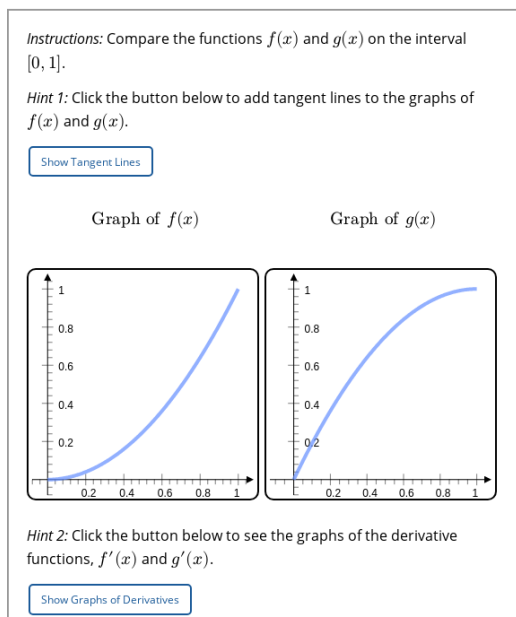 Instructions: Compare the functions f(x) and g(x) on the interval
[0, 1].
Hint 1: Click the button below to add tangent lines to the graphs of
f(x) and g(x).
Show Tangent Lines
Graph of f(x)
Graph of g(x)
1
0.8
0.6
0.4
0.2
0.2 0.4 0.6 0.8 1
1
0.8
0.6
0.4
0.2
0.2 0.4 0.6 0.8 1
Hint 2: Click the button below to see the graphs of the derivative
functions, f′(x) and g′(x).
Show Graphs of Derivatives